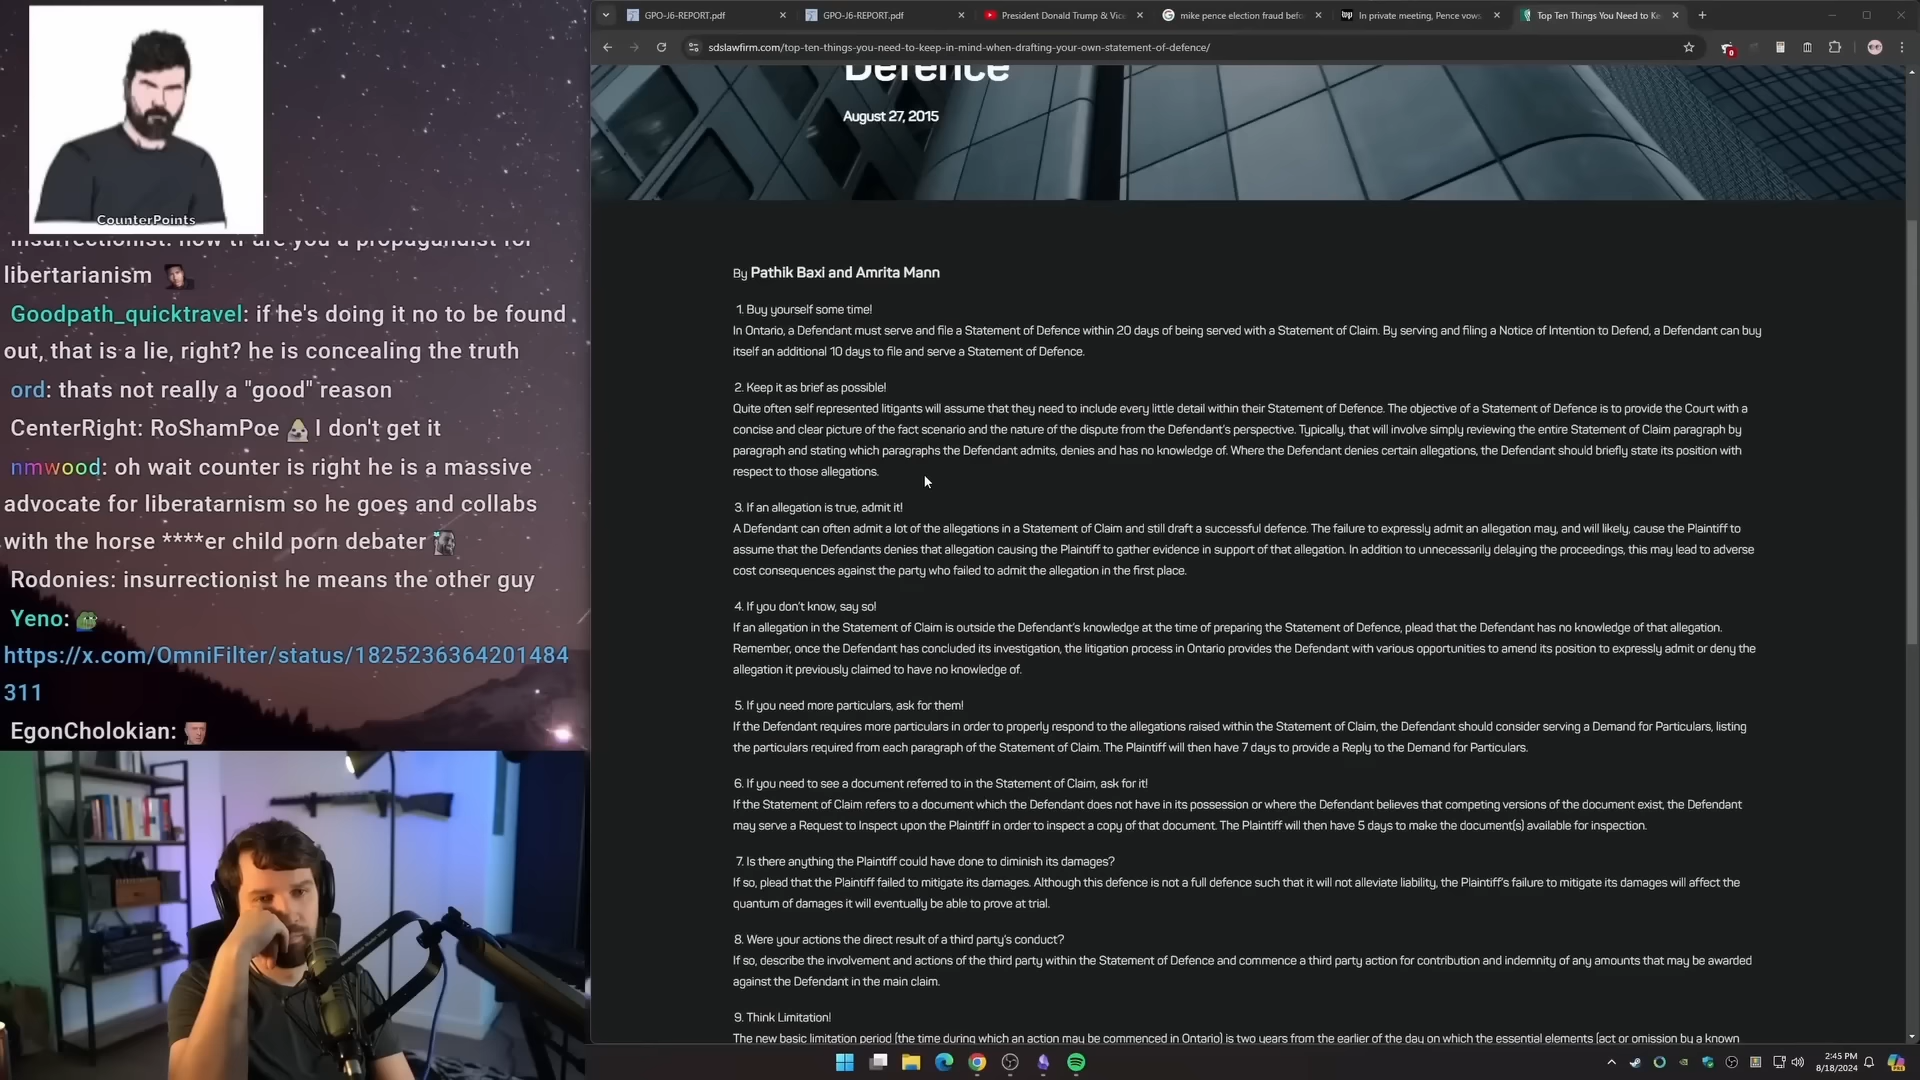 GPO-J6-REPORT.pdf
GPO-J6-REPORT.pdf
President Donald Trump & Vice
mike pence election fraud befo
In private meeting, Pence vows
Top Ten Things You Need to Ke
sdslawfirm.com/top-ten-things-you-need-to-keep-in-mind-when-drafting-your-own-statement-of-defence/
CounterPoints
insurrectionist: how tf are you a propagandist for
libertarianism
Goodpath_quicktravel: if he's doing it no to be found
out, that is a lie, right? he is concealing the truth
ord: thats not really a "good" reason
CenterRight: RoShamPoe I don't get it
nmwood: oh wait counter is right he is a massive
advocate for liberatarnism so he goes and collabs
with the horse ****er child porn debater
Rodonies: insurrectionist he means the other guy
Yeno:
https://x.com/OmniFilter/status/1825236364201484
311
EgonCholokian:
Defence
August 27, 2015
By Pathik Baxi and Amrita Mann
1. Buy yourself some time!
In Ontario, a Defendant must serve and file a Statement of Defence within 20 days of being served with a Statement of Claim. By serving and filing a Notice of Intention to Defend, a Defendant can buy
itself an additional 10 days to file and serve a Statement of Defence.
2. Keep it as brief as possible!
Quite often self represented litigants will assume that they need to include every little detail within their Statement of Defence. The objective of a Statement of Defence is to provide the Court with a
concise and clear picture of the fact scenario and the nature of the dispute from the Defendant's perspective. Typically, that will involve simply reviewing the entire Statement of Claim paragraph by
paragraph and stating which paragraphs the Defendant admits, denies and has no knowledge of. Where the Defendant denies certain allegations, the Defendant should briefly state its position with
respect to those allegations.
3. If an allegation is true, admit it!
A Defendant can often admit a lot of the allegations in a Statement of Claim and still draft a successful defence. The failure to expressly admit an allegation may, and will likely, cause the Plaintiff to
assume that the Defendants denies that allegation causing the Plaintiff to gather evidence in support of that allegation. In addition to unnecessarily delaying the proceedings, this may lead to adverse
cost consequences against the party who failed to admit the allegation in the first place.
4. If you don't know, say so!
If an allegation in the Statement of Claim is outside the Defendant's knowledge at the time of preparing the Statement of Defence, plead that the Defendant has no knowledge of that allegation.
Remember, once the Defendant has concluded its investigation, the litigation process in Ontario provides the Defendant with various opportunities to amend its position to expressly admit or deny the
allegation it previously claimed to have no knowledge of.
5. If you need more particulars, ask for them!
If the Defendant requires more particulars in order to properly respond to the allegations raised within the Statement of Claim, the Defendant should consider serving a Demand for Particulars, listing
the particulars required from each paragraph of the Statement of Claim. The Plaintiff will then have 7 days to provide a Reply to the Demand for Particulars.
6. If you need to see a document referred to in the Statement of Claim, ask for it!
If the Statement of Claim refers to a document which the Defendant does not have in its possession or where the Defendant believes that competing versions of the document exist, the Defendant
may serve a Request to Inspect upon the Plaintiff in order to inspect a copy of that document. The Plaintiff will then have 5 days to make the document(s) available for inspection.
7. Is there anything the Plaintiff could have done to diminish its damages?
If so, plead that the Plaintiff failed to mitigate its damages. Although this defence is not a full defence such that it will not alleviate liability, the Plaintiff's failure to mitigate its damages will affect the
quantum of damages it will eventually be able to prove at trial.
8. Were your actions the direct result of a third party's conduct?
If so, describe the involvement and actions of the third party within the Statement of Defence and commence a third party action for contribution and indemnity of any amounts that may be awarded
against the Defendant in the main claim.
9. Think Limitation!
The new basic limitation period (the time during which an action may be commenced in Ontario) is two years from the earlier of the day on which the essential elements (act or omission by a known
2:45 PM
8/18/2024